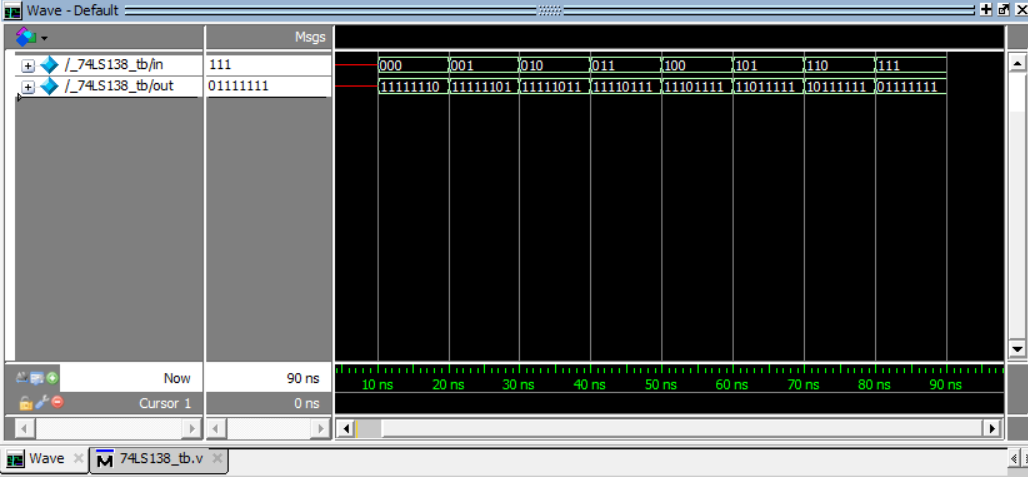 Wave - Default
Msgs
/_74LS138_tb/in 111 000 001 010 011 100 101 110 111
/_74LS138_tb/out 01111111 11111110 11111101 11111011 11110111 11101111 11011111 10111111 01111111
Now 90 ns 10 ns 20 ns 30 ns 40 ns 50 ns 60 ns 70 ns 80 ns 90 ns
Cursor 1 0 ns
Wave 74LS138_tb.v